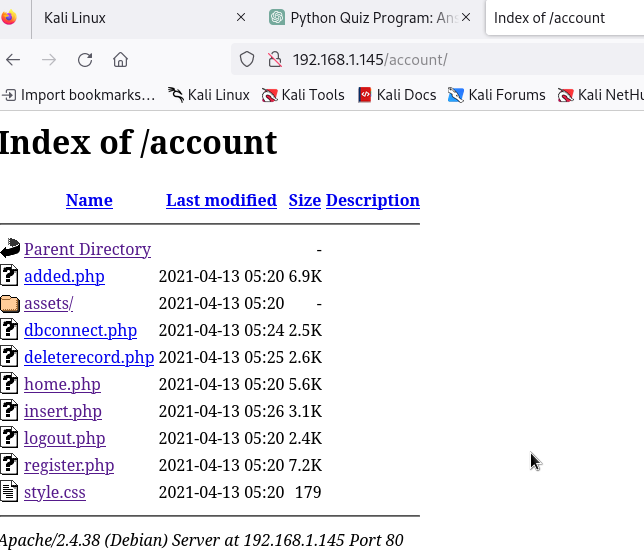 Kali Linux × Python Quiz Program: Ans × Index of /account
192.168.1.145/account/
Import bookmarks… Kali Linux Kali Tools Kali Docs Kali Forums Kali NetHu
Index of /account
Name Last modified Size Description
Parent Directory -
added.php 2021-04-13 05:20 6.9K
assets/ 2021-04-13 05:20 -
dbconnect.php 2021-04-13 05:24 2.5K
deleterecord.php 2021-04-13 05:25 2.6K
home.php 2021-04-13 05:20 5.6K
insert.php 2021-04-13 05:26 3.1K
logout.php 2021-04-13 05:20 2.4K
register.php 2021-04-13 05:20 7.2K
style.css 2021-04-13 05:20 179
Apache/2.4.38 (Debian) Server at 192.168.1.145 Port 80